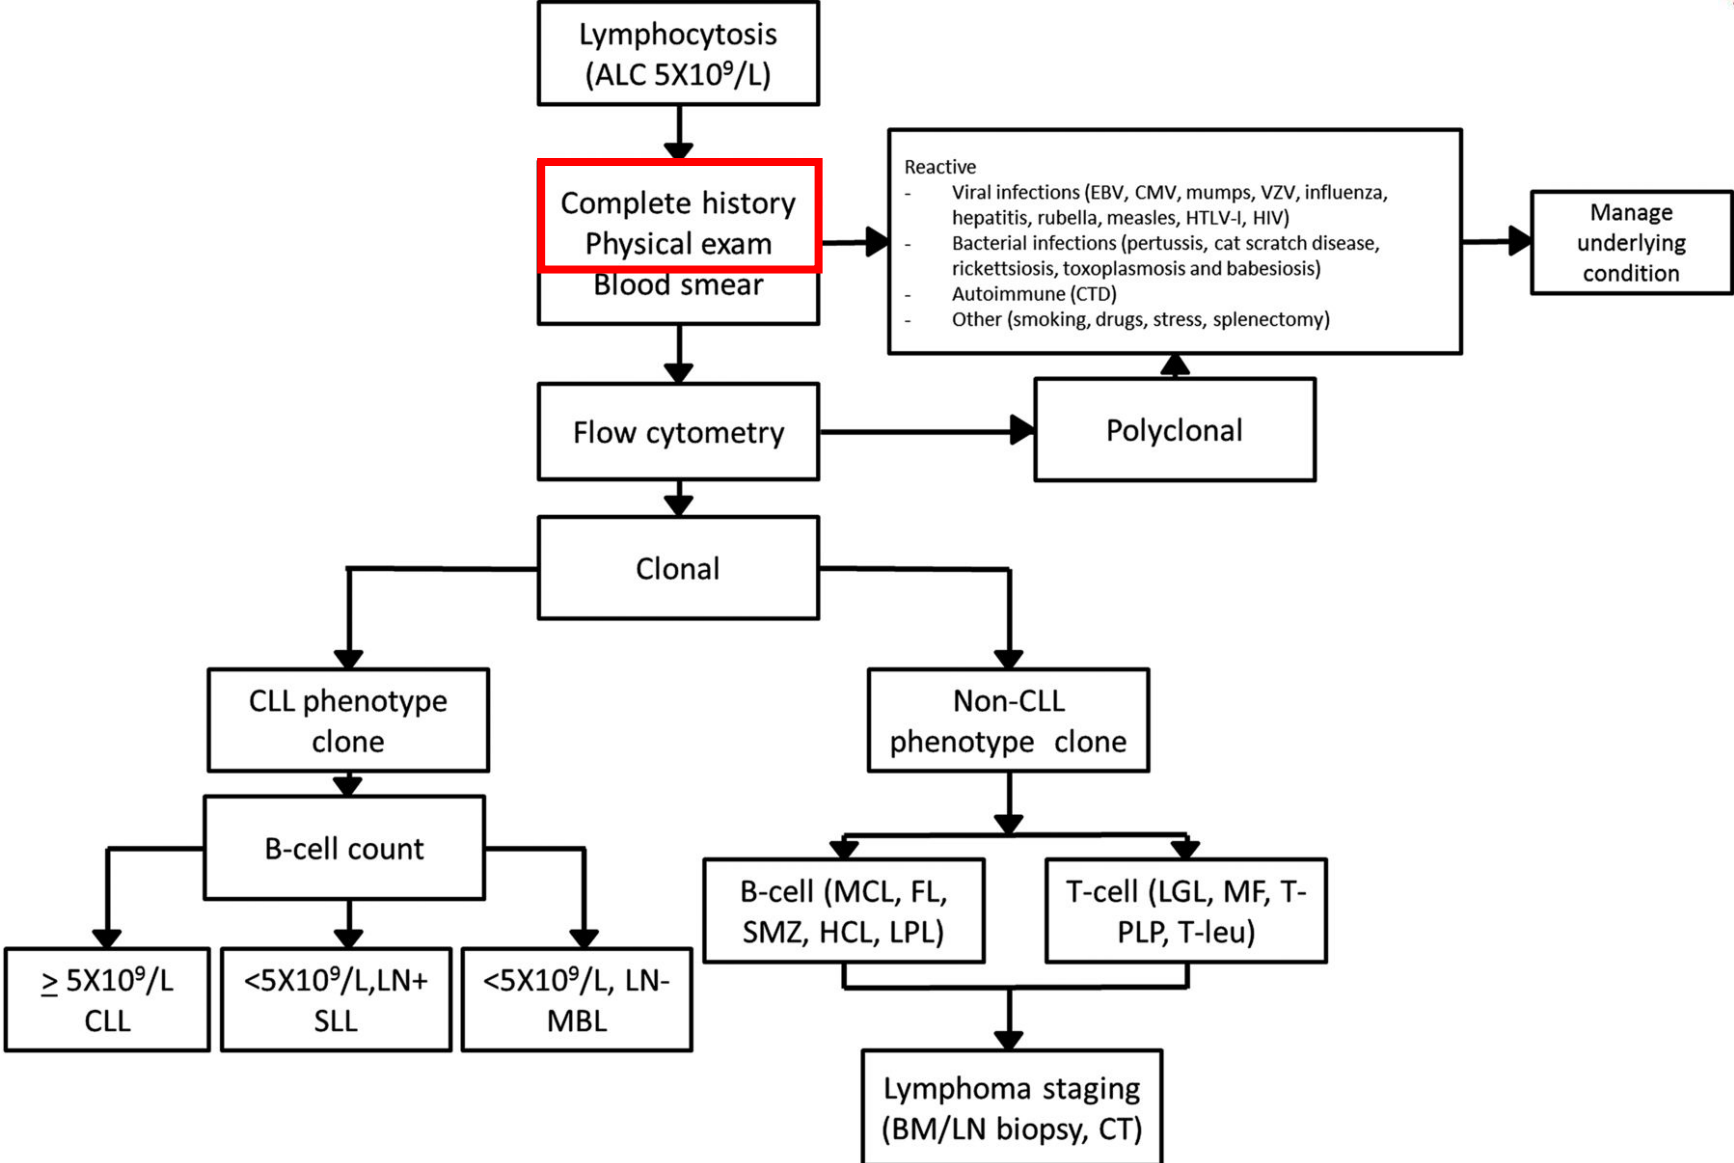 Lymphocytosis
(ALC 5X10⁹/L)
Complete history
Physical exam
Blood smear
Reactive
- Viral infections (EBV, CMV, mumps, VZV, influenza,
hepatitis, rubella, measles, HTLV-I, HIV)
- Bacterial infections (pertussis, cat scratch disease,
rickettsiosis, toxoplasmosis and babesiosis)
- Autoimmune (CTD)
- Other (smoking, drugs, stress, splenectomy)
Manage
underlying
condition
Flow cytometry
Polyclonal
Clonal
CLL phenotype
clone
Non-CLL
phenotype clone
B-cell count
B-cell (MCL, FL,
SMZ, HCL, LPL)
T-cell (LGL, MF, T-
PLP, T-leu)
≥ 5X10⁹/L
CLL
<5X10⁹/L,LN+
SLL
<5X10⁹/L, LN-
MBL
Lymphoma staging
(BM/LN biopsy, CT)